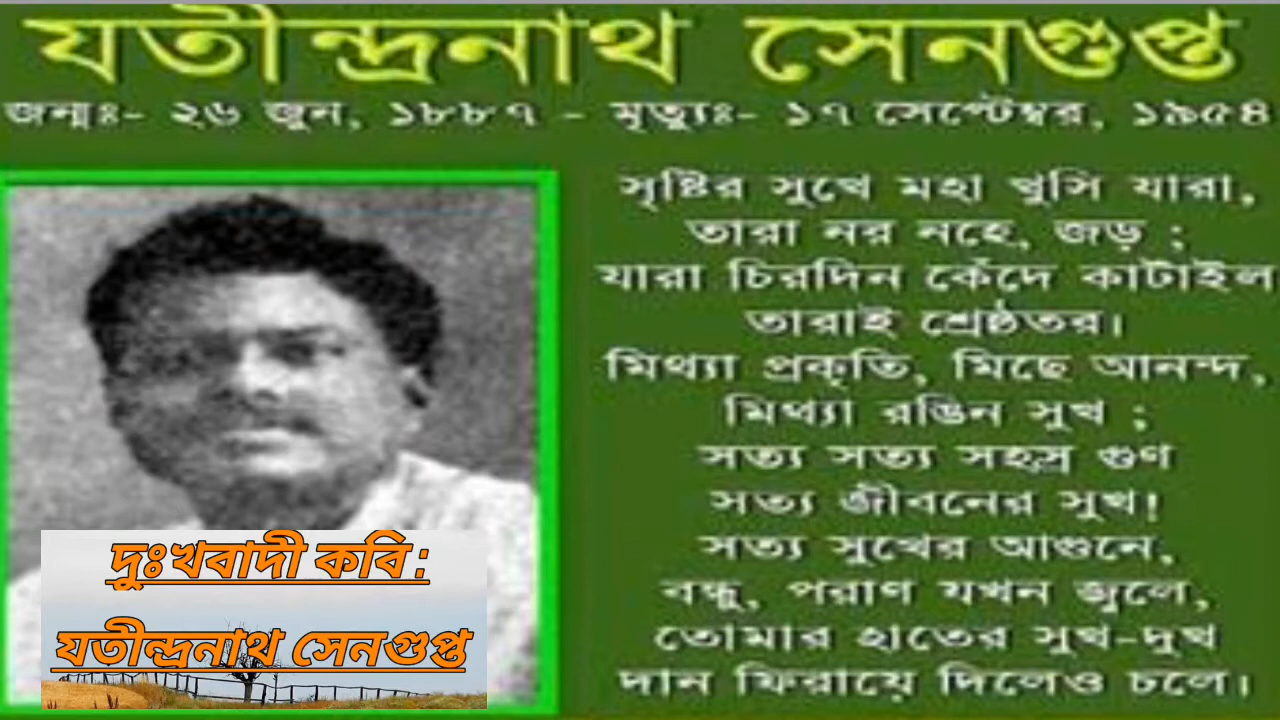 যতীন্দ্রনাথ সেনগুপ্ত
জন্মঃ- ২৬ জুন, ১৮৮৭ - মৃত্যুঃ- ১৭ সেপ্টেম্বর, ১৯৫৪
সৃষ্টির সুখে মহা খুসি যারা,
তারা নর নহে, জড় ;
যারা চিরদিন কেঁদে কাটাইল
তারাই শ্রেষ্ঠতর।
মিথ্যা প্রকৃতি, মিছে আনন্দ,
মিথ্যা রঙিন সুখ ;
সত্য সত্য সহস্র গুণ
সত্য জীবনের সুখ!
সত্য সুখের আগুনে,
বন্ধু, পরাণ যখন জ্বলে,
তোমার হাতের সুখ-দুখ
দান ফিরায়ে দিলেও চলে।
দুঃখবাদী কবি:
যতীন্দ্রনাথ সেনগুপ্ত